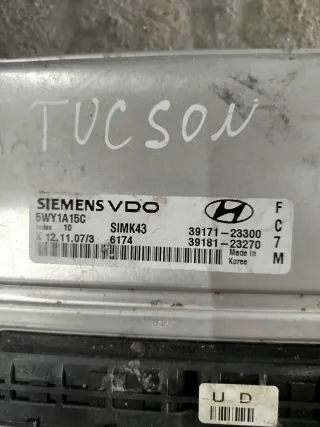 TUCSON
SIEMENS VDO
5WY1A15C
Index 10 SIMK43 39171-23300
K 12.11.07/3 6174 39181-23270
Made in
Korea
F
C
7
M
U D